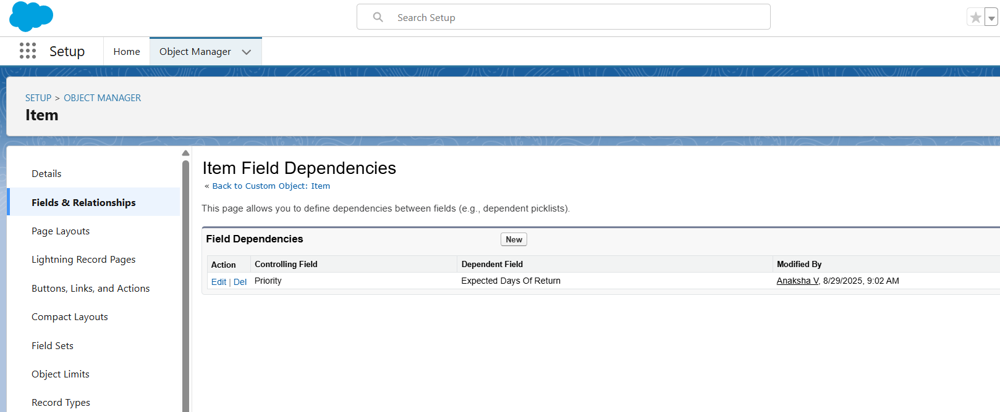 Search Setup
Setup
Home
Object Manager
SETUP > OBJECT MANAGER
Item
Details
Fields & Relationships
Page Layouts
Lightning Record Pages
Buttons, Links, and Actions
Compact Layouts
Field Sets
Object Limits
Record Types
Item Field Dependencies
« Back to Custom Object: Item
This page allows you to define dependencies between fields (e.g., dependent picklists).
Field Dependencies New
Action Controlling Field Dependent Field Modified By
Edit | Del Priority Expected Days Of Return Anaksha V, 8/29/2025, 9:02 AM